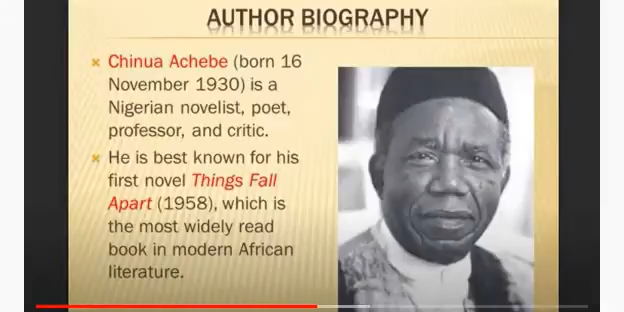 AUTHOR BIOGRAPHY
Chinua Achebe (born 16
November 1930) is a
Nigerian novelist, poet,
professor, and critic.
He is best known for his
first novel Things Fall
Apart (1958), which is
the most widely read
book in modern African
literature.